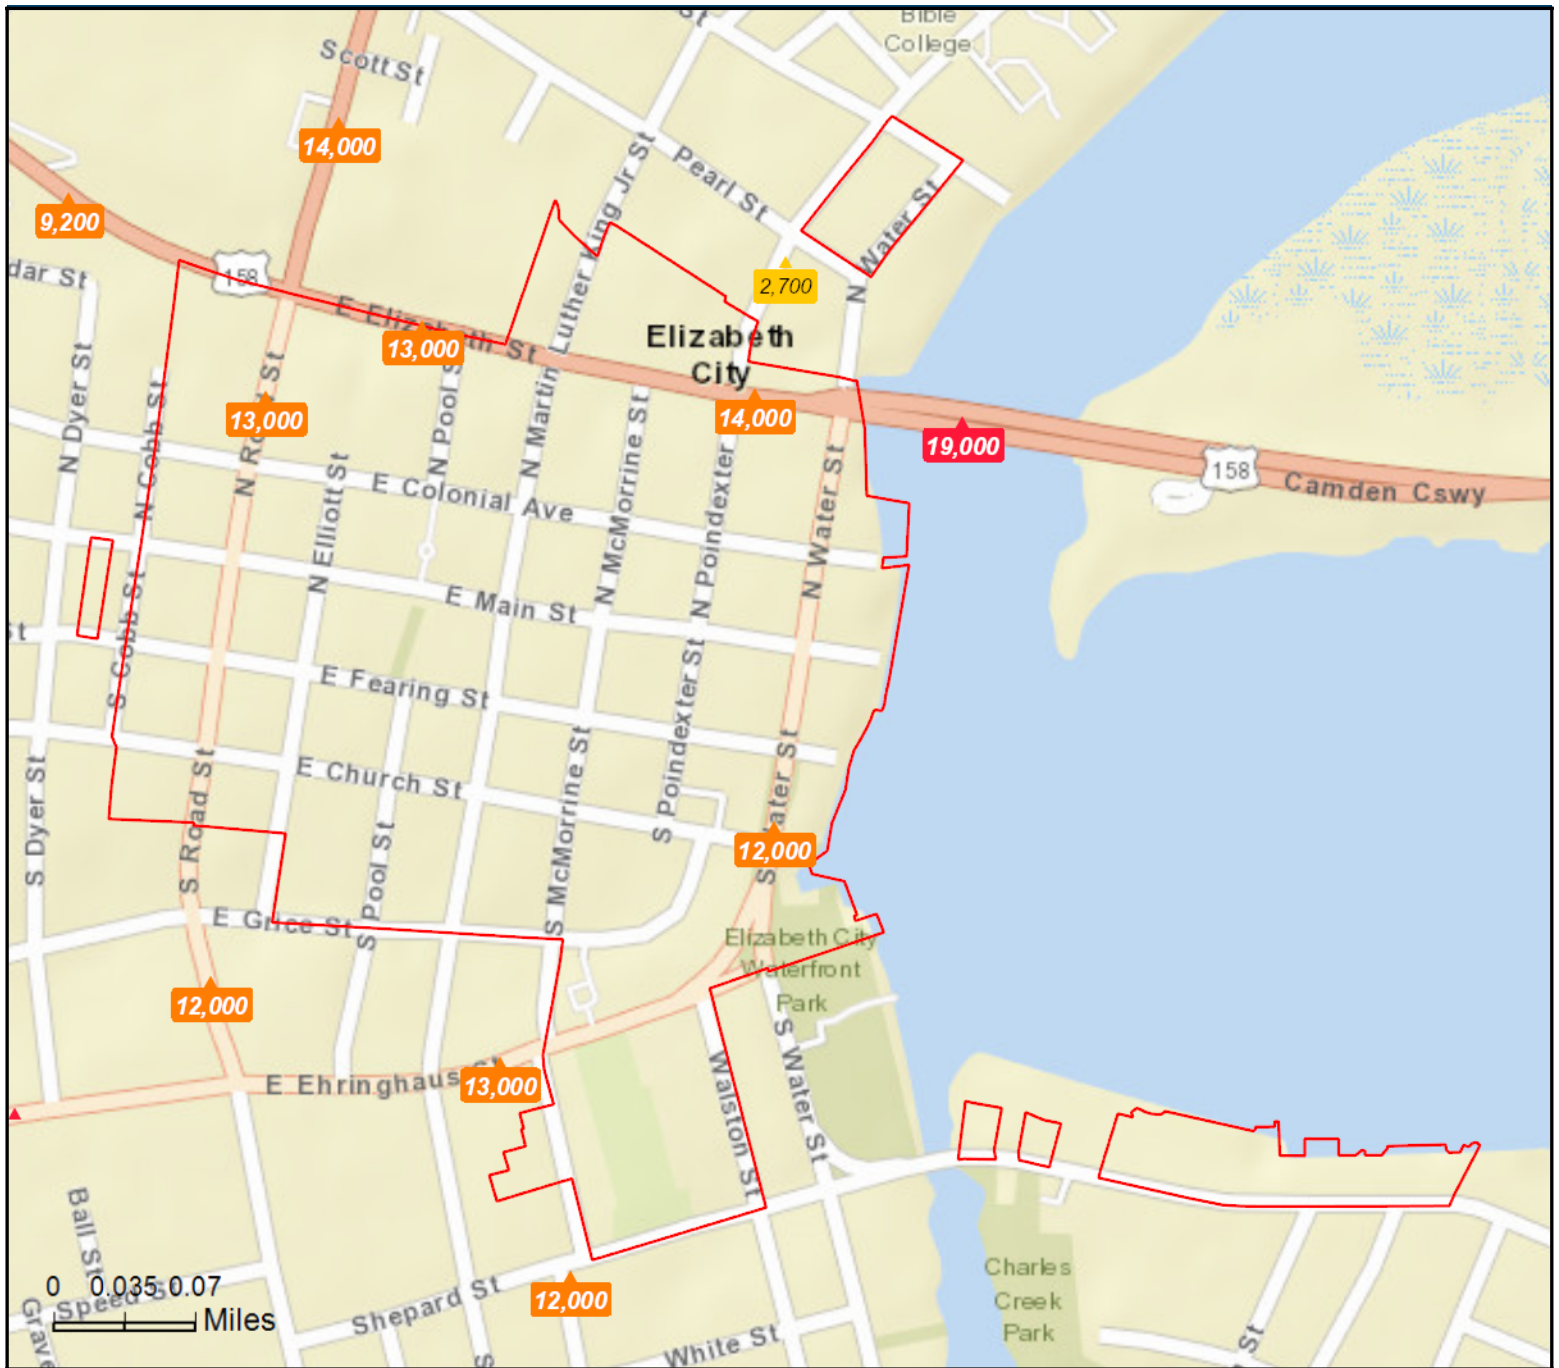 St
Bible
College
Scott St
14,000
9,200
Pearl St
N Martin Luther King Jr St
N Water St
2,700
158
dar St
E Elizabeth St
13,000
Elizabeth
City
14,000
19,000
158
Camden Cswy
N Dyer St
N Cobb St
13,000
N Road St
N Pool St
N McMorrine St
N Poindexter
N Water St
E Colonial Ave
N Elliott St
E Main St
St
S Cobb St
E Fearing St
S Poindexter St
S Water St
E Church St
S Dyer St
S Road St
S Pool St
S McMorrine St
12,000
E Grice St
Elizabeth City
Waterfront
Park
12,000
S Water St
Walston St
E Ehringhaus St
13,000
Ball St
Speed St
Grave
0 0.035 0.07
Miles
Shepard St
12,000
S
White St
Charles
Creek
Park
St